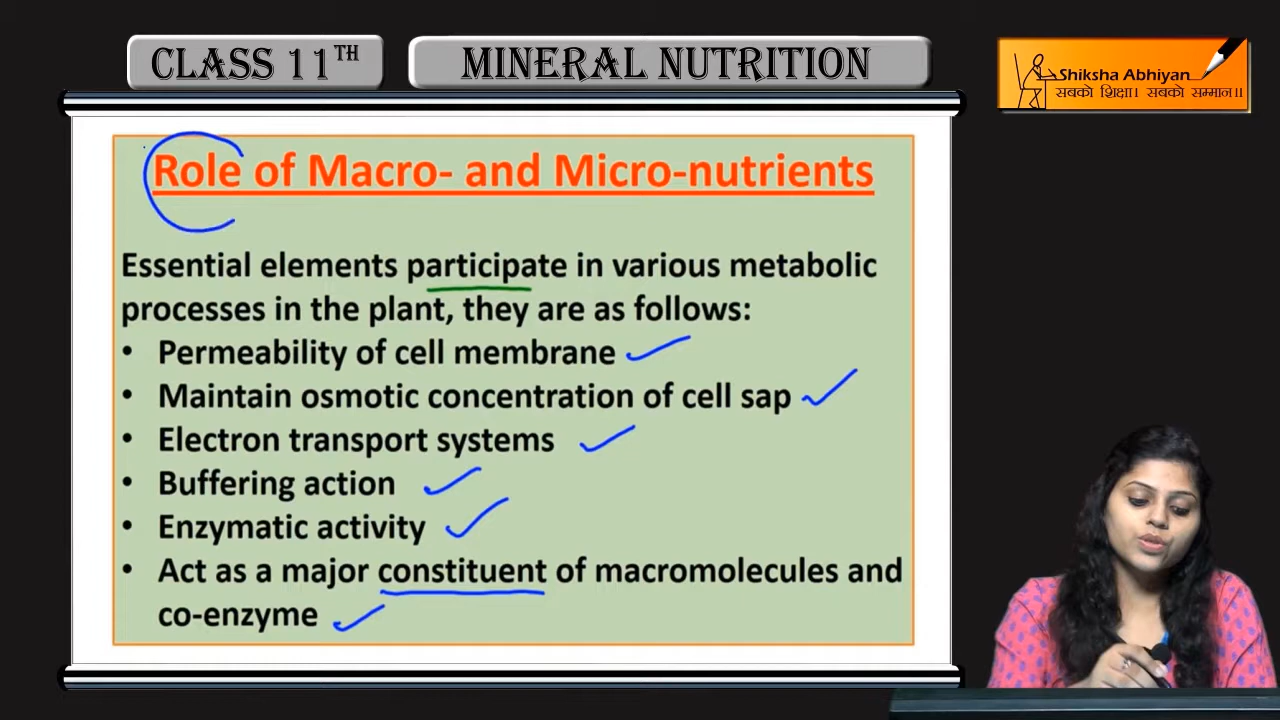 CLASS 11TH
MINERAL NUTRITION
Shiksha Abhiyan
सबको शिक्षा। सबको सम्मान।।
Role of Macro- and Micro-nutrients
Essential elements participate in various metabolic
processes in the plant, they are as follows:
• Permeability of cell membrane
• Maintain osmotic concentration of cell sap
• Electron transport systems
• Buffering action
• Enzymatic activity
• Act as a major constituent of macromolecules and
co-enzyme